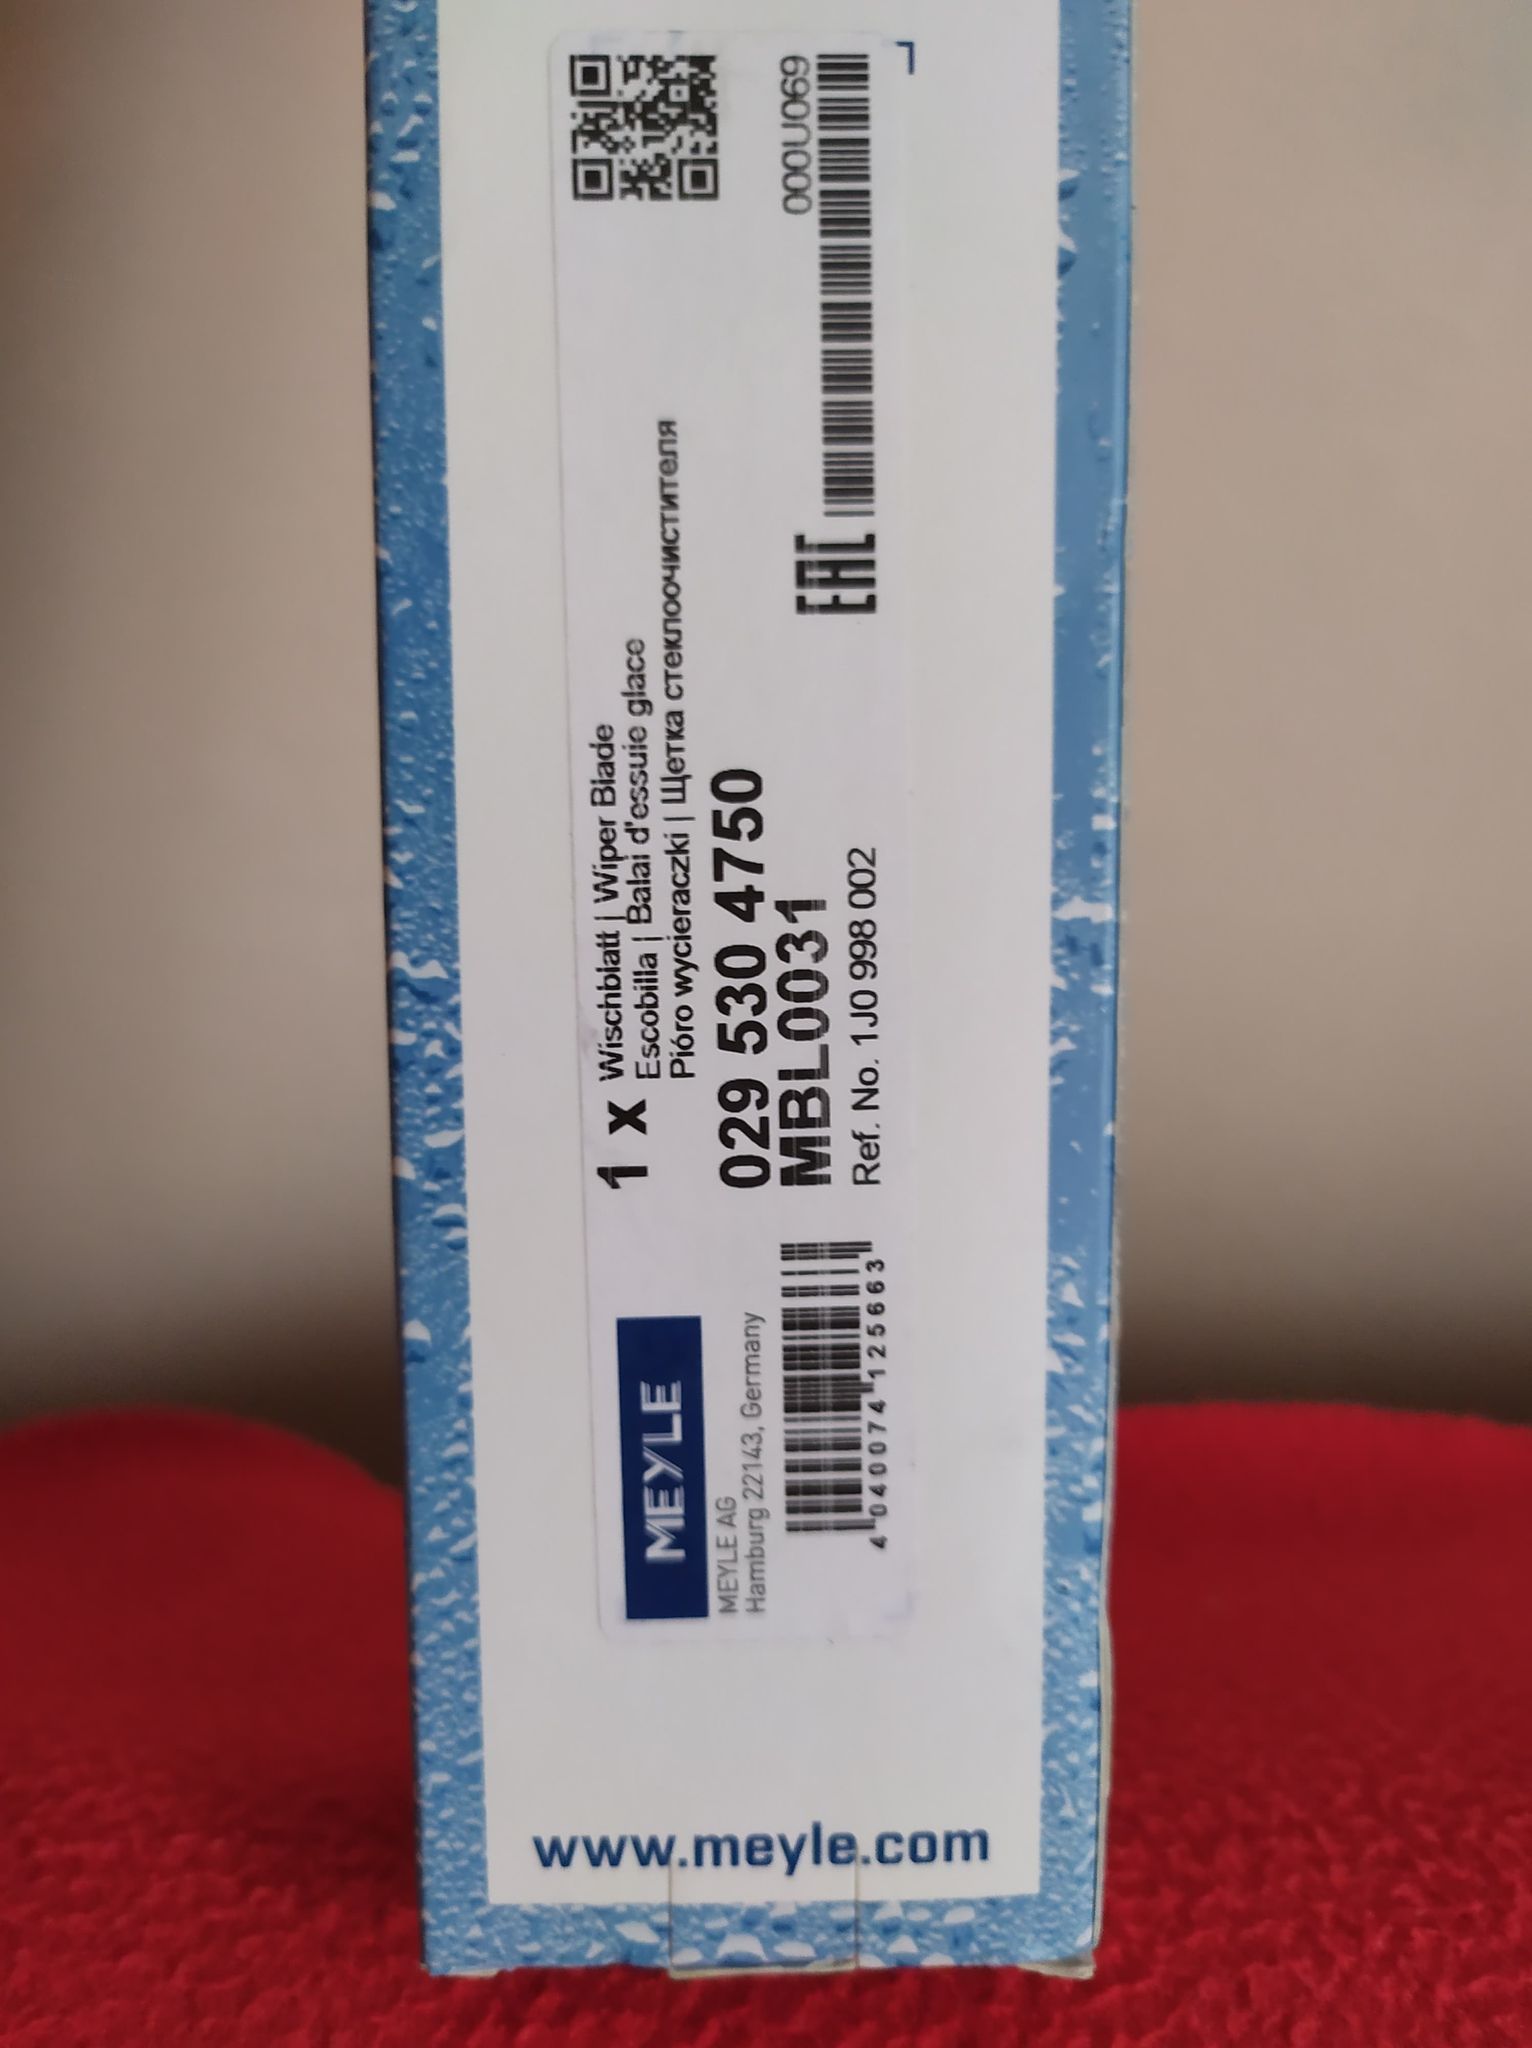 MEYLE
MEYLE AG
Hamburg 22143, Germany
4 040074 125663
1 x Wischblatt | Wiper Blade
Escobilla | Balai d'essuie glace
Pióro wycieraczki | Щетка стеклоочистителя
029 530 4750
MBL0031
Ref. No. 1J0 998 002
EAC
000U069
www.meyle.com